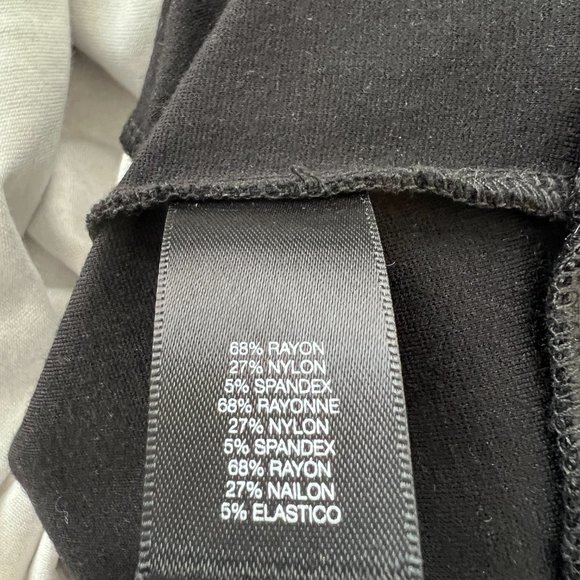 68% RAYON
27% NYLON
5% SPANDEX
68% RAYONNE
27% NYLON
5% SPANDEX
68% RAYON
27% NAILON
5% ELASTICO